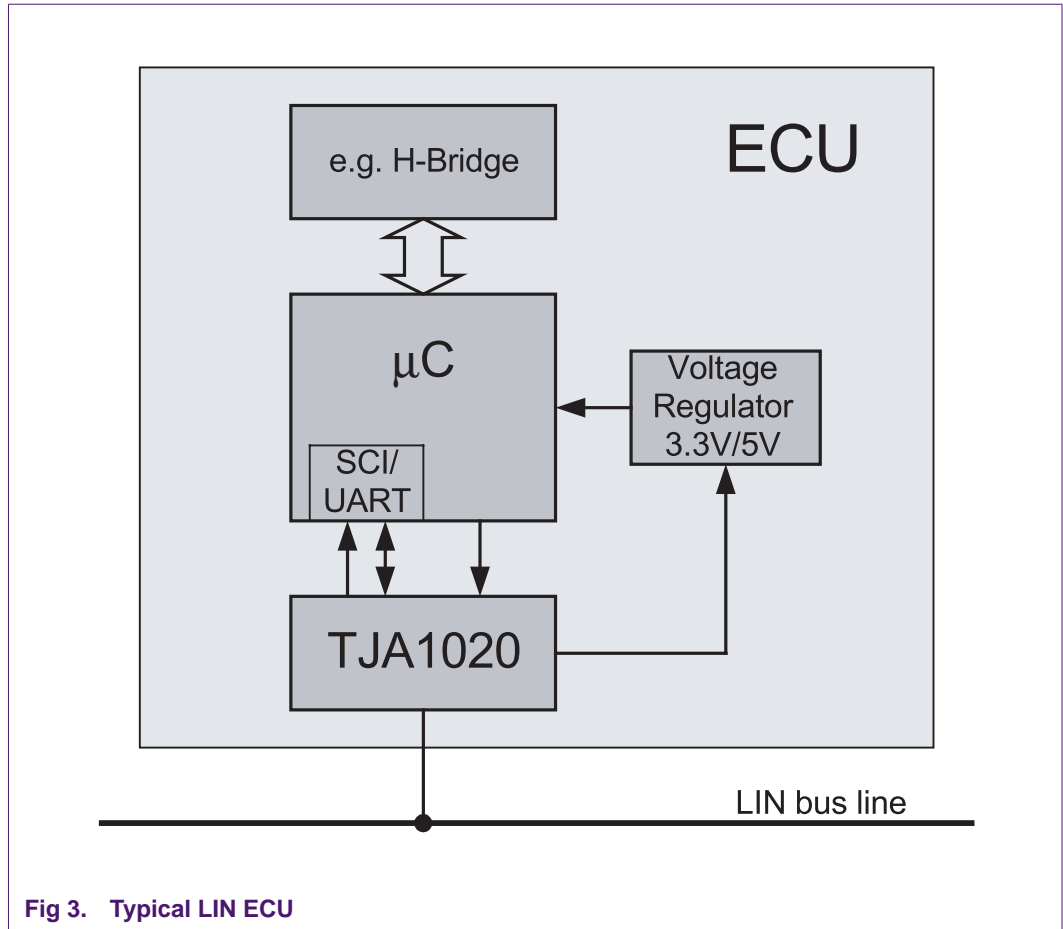 ECU
e.g. H-Bridge
μC
Voltage
Regulator
3.3V/5V
SCI/
UART
TJA1020
LIN bus line
Fig 3. Typical LIN ECU